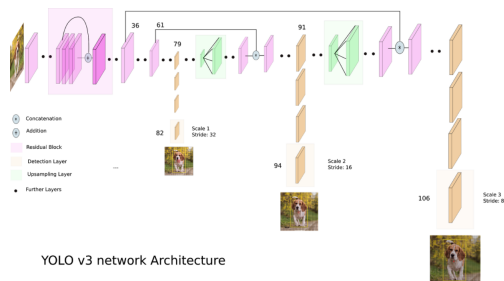 36
61
79
91
82
Scale 1
Stride: 32
94
Scale 2
Stride: 16
106
Scale 3
Stride: 8
Concatenation
Addition
Residual Block
Detection Layer
Upsampling Layer
Further Layers
...
YOLO v3 network Architecture